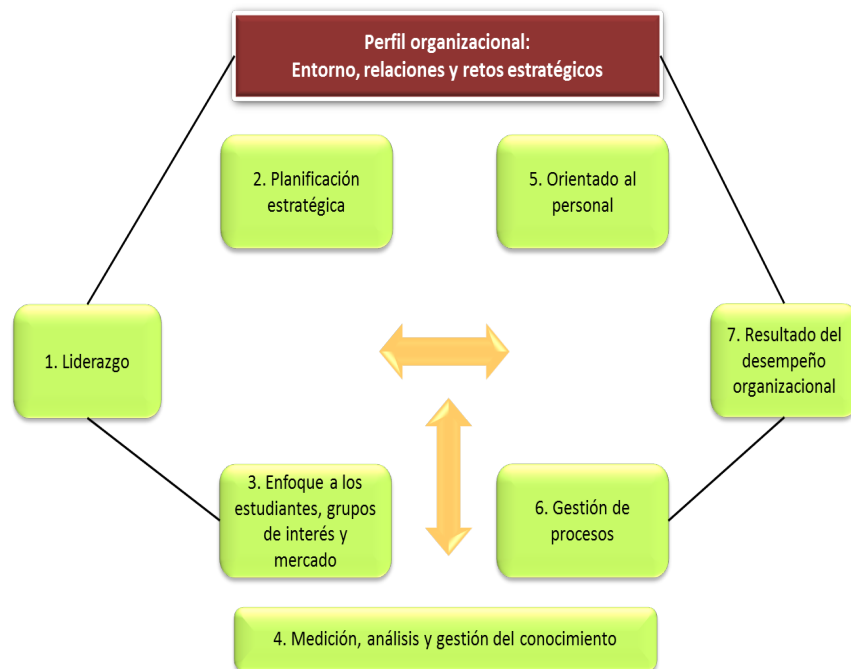 Perfil organizacional:
Entorno, relaciones y retos estratégicos
2. Planificación
estratégica
5. Orientado al
personal
1. Liderazgo
7. Resultado del
desempeño
organizacional
3. Enfoque a los
estudiantes, grupos
de interés y
mercado
6. Gestión de
procesos
4. Medición, análisis y gestión del conocimiento